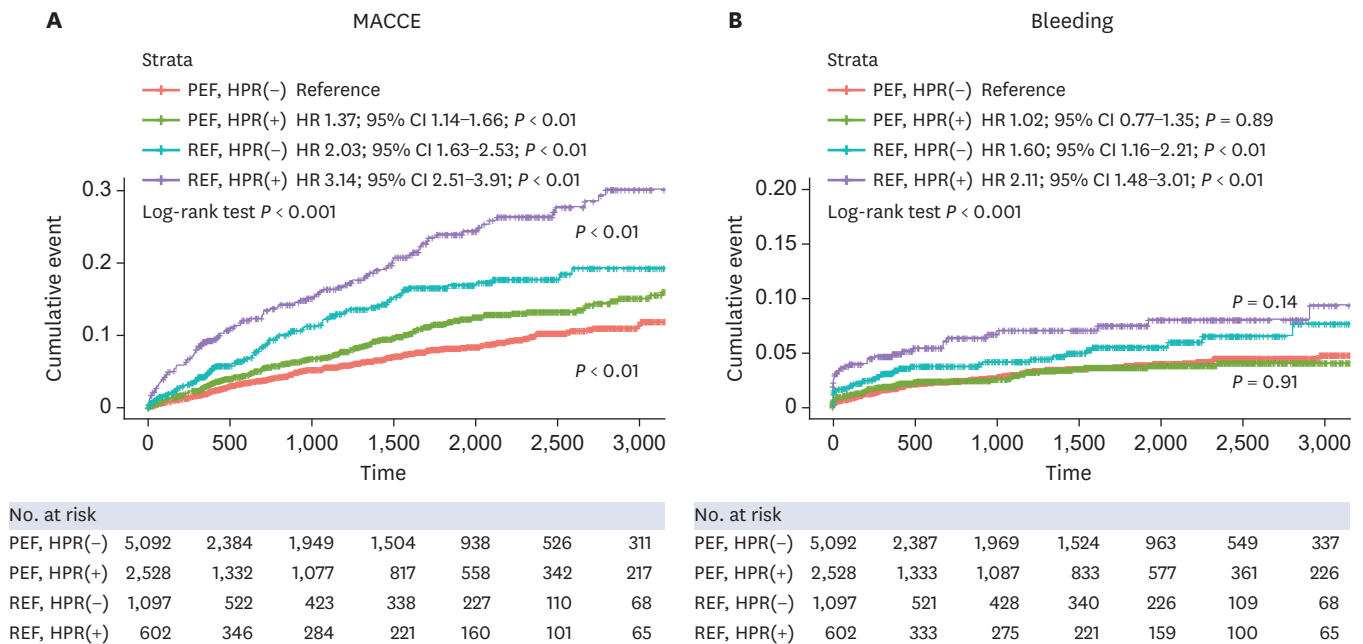 A
MACCE
Strata
PEF, HPR(−) Reference
PEF, HPR(+) HR 1.37; 95% CI 1.14–1.66; P < 0.01
REF, HPR(−) HR 2.03; 95% CI 1.63–2.53; P < 0.01
REF, HPR(+) HR 3.14; 95% CI 2.51–3.91; P < 0.01
Log-rank test P < 0.001
0.3
0.2
0.1
0
Cumulative event
P < 0.01
P < 0.01
0 500 1,000 1,500 2,000 2,500 3,000
Time
No. at risk
PEF, HPR(−) 5,092 2,384 1,949 1,504 938 526 311
PEF, HPR(+) 2,528 1,332 1,077 817 558 342 217
REF, HPR(−) 1,097 522 423 338 227 110 68
REF, HPR(+) 602 346 284 221 160 101 65
B
Bleeding
Strata
PEF, HPR(−) Reference
PEF, HPR(+) HR 1.02; 95% CI 0.77–1.35; P = 0.89
REF, HPR(−) HR 1.60; 95% CI 1.16–2.21; P < 0.01
REF, HPR(+) HR 2.11; 95% CI 1.48–3.01; P < 0.01
Log-rank test P < 0.001
0.20
0.15
0.10
0.05
0
Cumulative event
P = 0.14
P = 0.91
0 500 1,000 1,500 2,000 2,500 3,000
Time
No. at risk
PEF, HPR(−) 5,092 2,387 1,969 1,524 963 549 337
PEF, HPR(+) 2,528 1,333 1,087 833 577 361 226
REF, HPR(−) 1,097 521 428 340 226 109 68
REF, HPR(+) 602 333 275 221 159 100 65